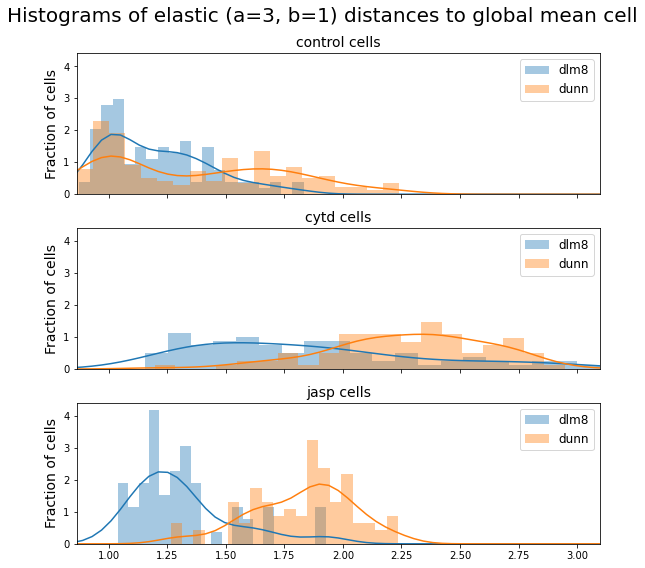 Histograms of elastic (a=3, b=1) distances to global mean cell
control cells
4
3
2
1
0
Fraction of cells
dlm8
dunn
cytd cells
4
3
2
1
0
Fraction of cells
dlm8
dunn
jasp cells
4
3
2
1
0
Fraction of cells
dlm8
dunn
1.00 1.25 1.50 1.75 2.00 2.25 2.50 2.75 3.00